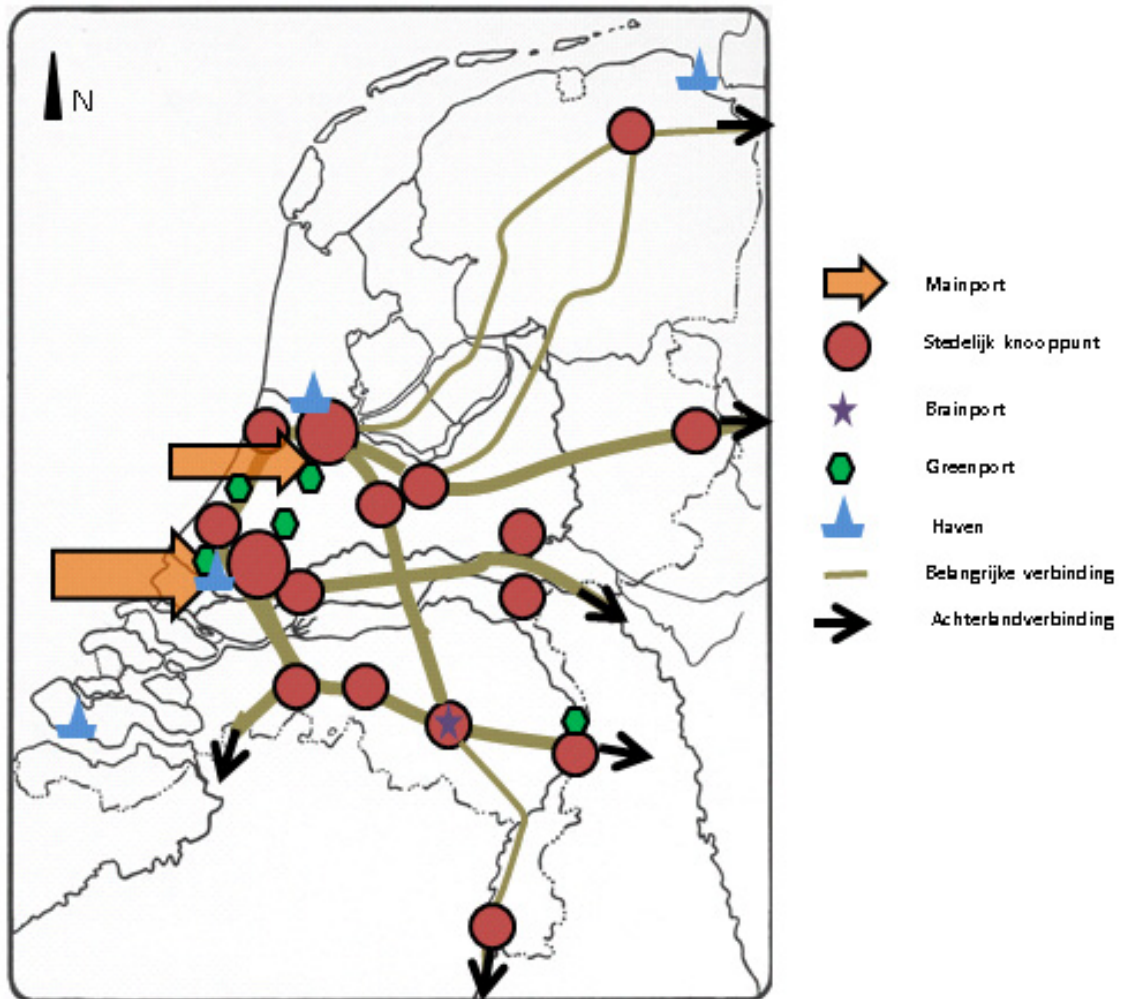 N
Mainport
Stedelijk knooppunt
Brainport
Greenport
Haven
Belangrijke verbinding
Achterlandverbinding